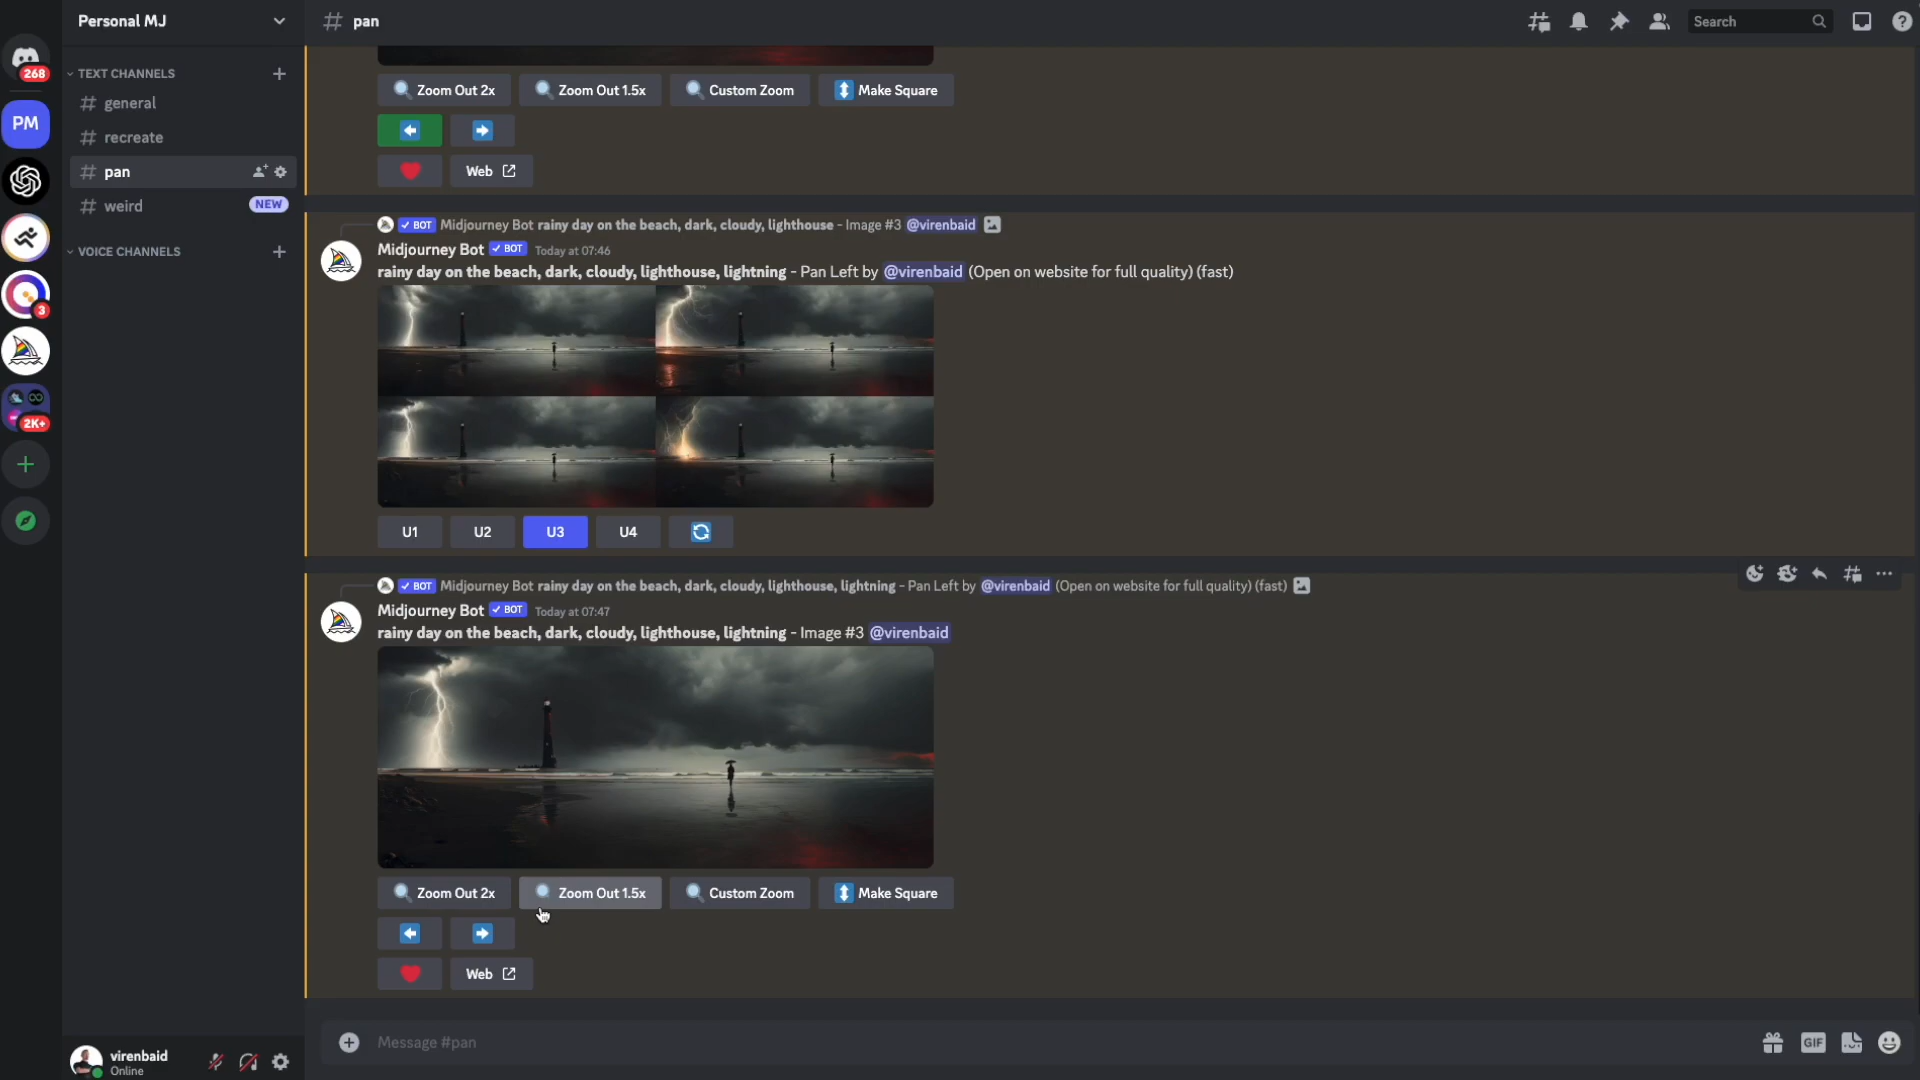 Personal MJ
pan
Search
268
TEXT CHANNELS
general
PM
recreate
pan
weird
NEW
VOICE CHANNELS
3
2K+
Zoom Out 2x
Zoom Out 1.5x
Custom Zoom
Make Square
Web
BOT Midjourney Bot rainy day on the beach, dark, cloudy, lighthouse - Image #3 @virenbaid
Midjourney Bot BOT Today at 07:46
rainy day on the beach, dark, cloudy, lighthouse, lightning - Pan Left by @virenbaid (Open on website for full quality) (fast)
U1
U2
U3
U4
BOT Midjourney Bot rainy day on the beach, dark, cloudy, lighthouse, lightning - Pan Left by @virenbaid (Open on website for full quality) (fast)
Midjourney Bot BOT Today at 07:47
rainy day on the beach, dark, cloudy, lighthouse, lightning - Image #3 @virenbaid
Zoom Out 2x
Zoom Out 1.5x
Custom Zoom
Make Square
Web
Message #pan
GIF
virenbaid
Online